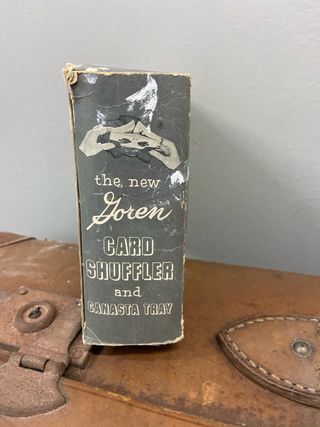 the new
Goren
CARD
SHUFFLER
and
CANASTA TRAY